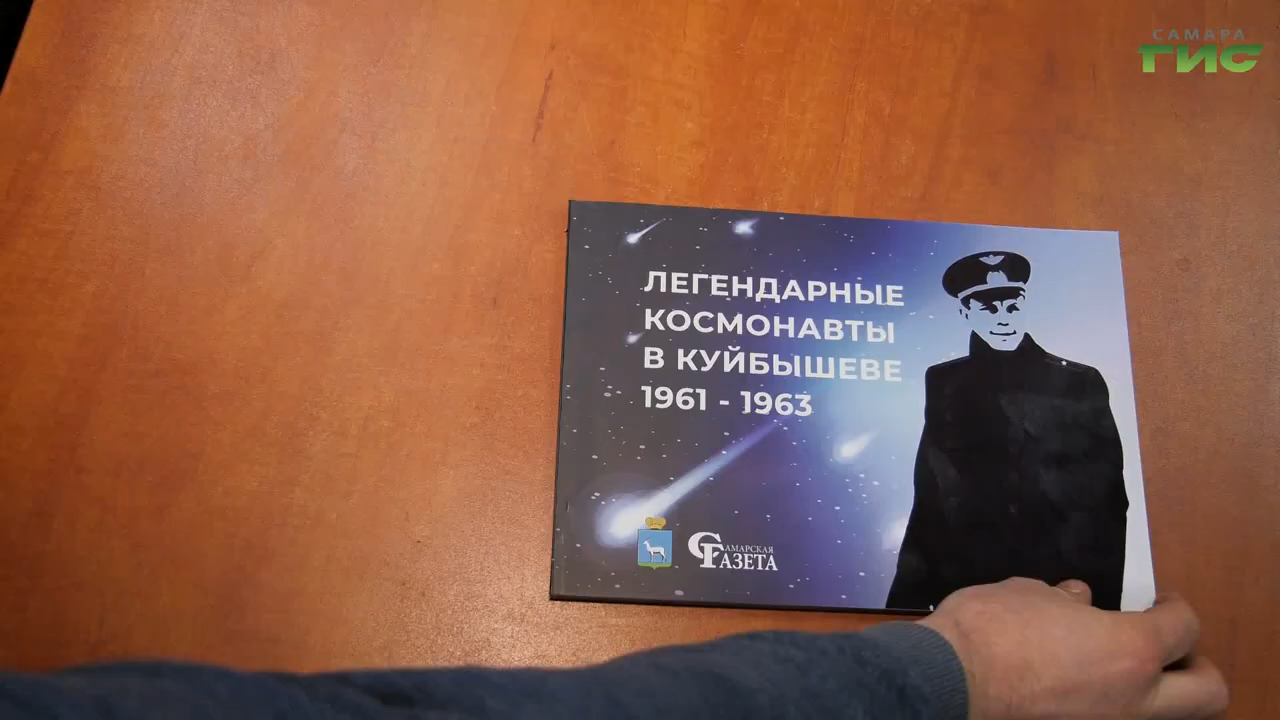 САМАРА
ГИС
ЛЕГЕНДАРНЫЕ
КОСМОНАВТЫ
В КУЙБЫШЕВЕ
1961 - 1963
САМАРСКАЯ
ГАЗЕТА